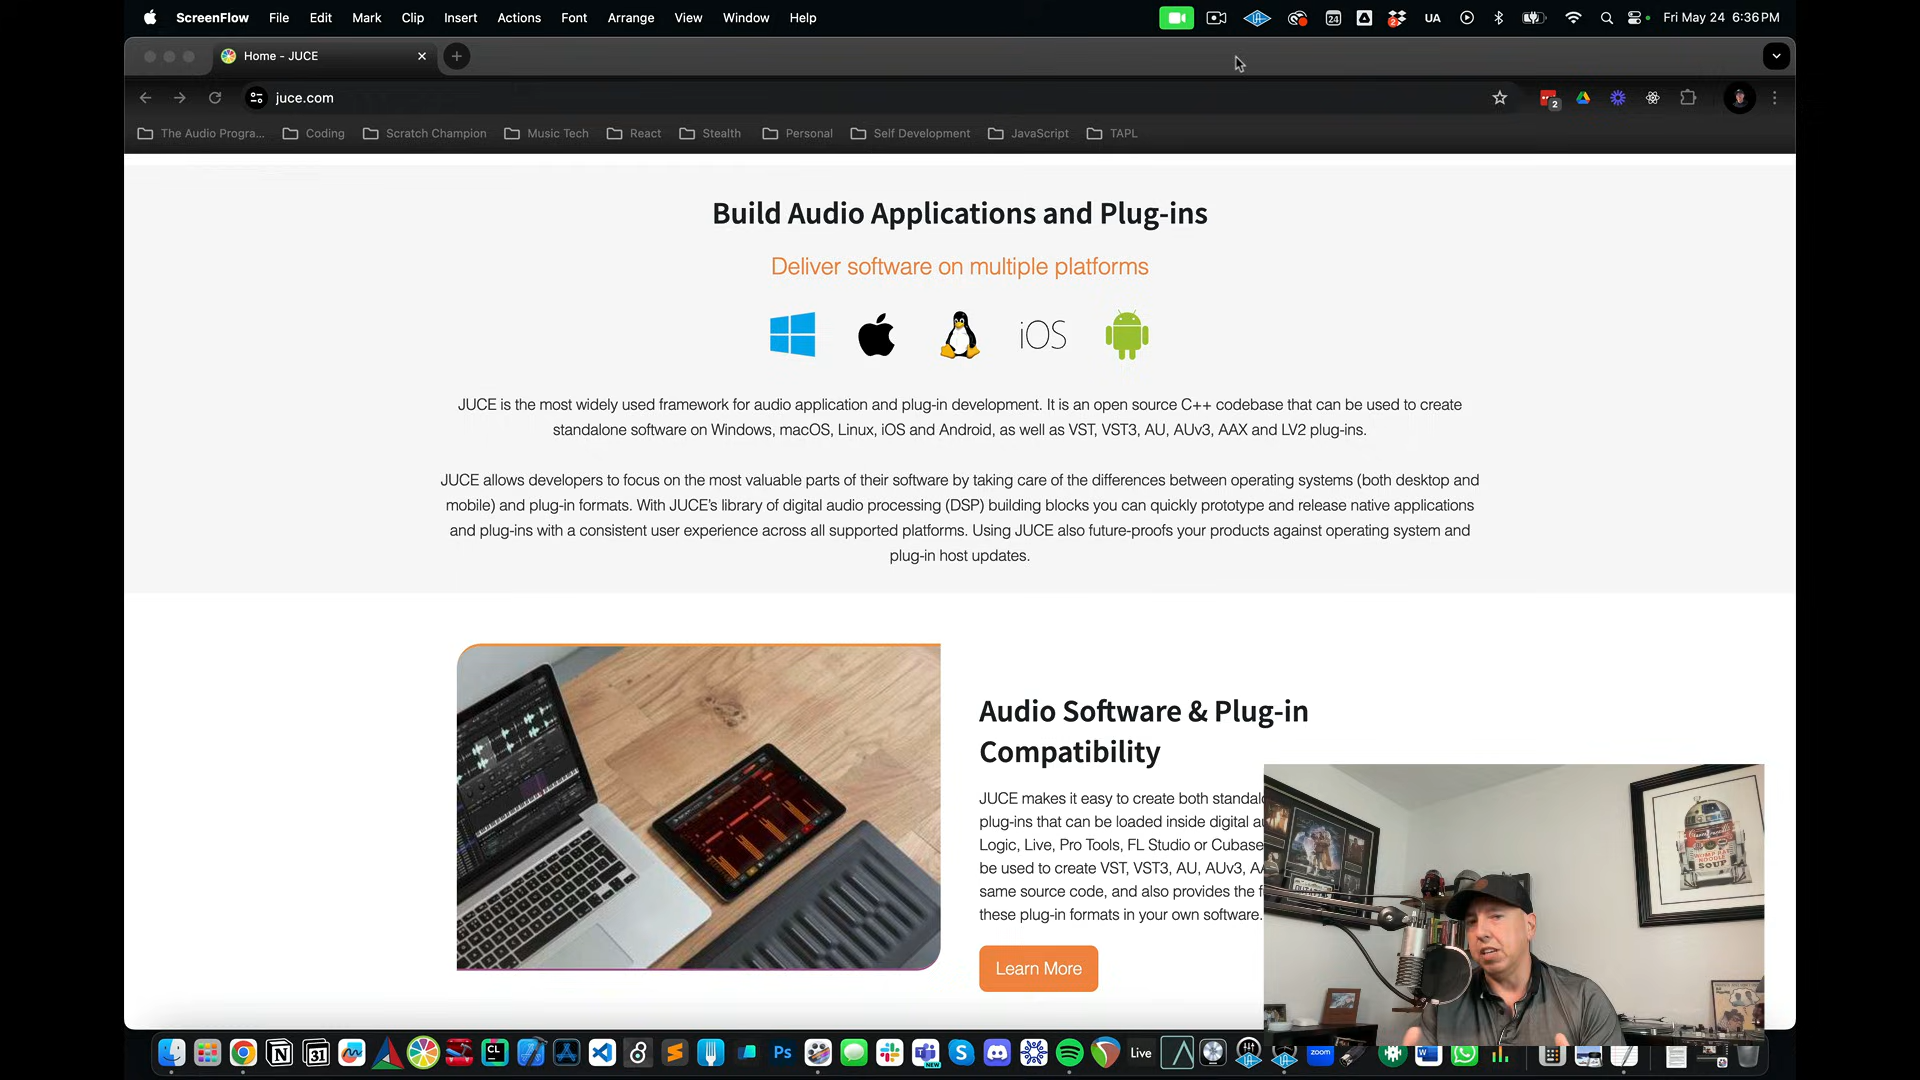 ScreenFlow File Edit Mark Clip Insert Actions Font Arrange View Window Help
24
2
UA
Fri May 24 6:36 PM
Home - JUCE
juce.com
2
The Audio Progra... Coding Scratch Champion Music Tech React Stealth Personal Self Development JavaScript TAPL
Build Audio Applications and Plug-ins
Deliver software on multiple platforms
iOS
JUCE is the most widely used framework for audio application and plug-in development. It is an open source C++ codebase that can be used to create
standalone software on Windows, macOS, Linux, iOS and Android, as well as VST, VST3, AU, AUv3, AAX and LV2 plug-ins.
JUCE allows developers to focus on the most valuable parts of their software by taking care of the differences between operating systems (both desktop and
mobile) and plug-in formats. With JUCE's library of digital audio processing (DSP) building blocks you can quickly prototype and release native applications
and plug-ins with a consistent user experience across all supported platforms. Using JUCE also future-proofs your products against operating system and
plug-in host updates.
Audio Software & Plug-in
Compatibility
JUCE makes it easy to create both standalo
plug-ins that can be loaded inside digital au
Logic, Live, Pro Tools, FL Studio or Cubase
be used to create VST, VST3, AU, AUv3, AA
same source code, and also provides the f
these plug-in formats in your own software.
Learn More
SOUP
31
CL
Ps
NEW
Live
zoom
W